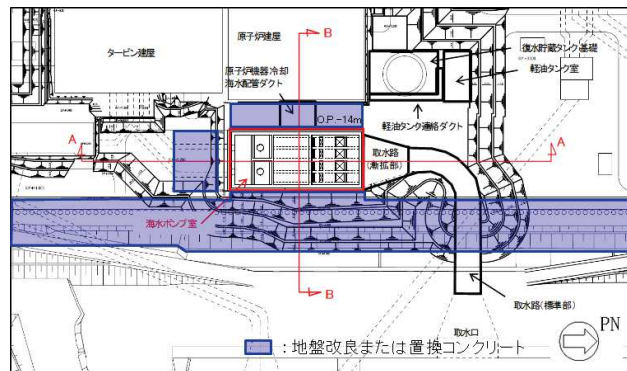 B
原子炉建屋
タービン建屋
復水貯蔵タンク基礎
軽油タンク室
原子炉機器冷却
海水配管ダクト
O.P.-14m
軽油タンク連絡ダクト
A
A
取水路
(漸拡部)
海水ポンプ室
B
取水路(標準部)
取水口
PN
:地盤改良または置換コンクリート